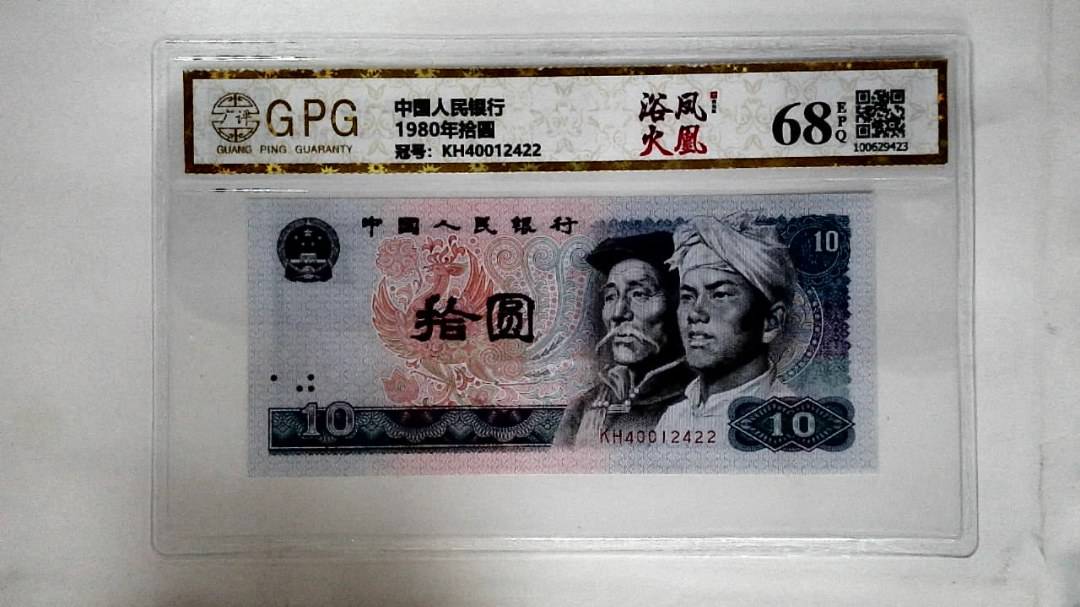 广评
GPG
GUANG PING GUARANTY
中国人民银行
1980年拾圆
冠号：KH40012422
浴火
凤凰
68
EPQ
100629423
中国人民银行
10
拾圆
10
KH40012422
10